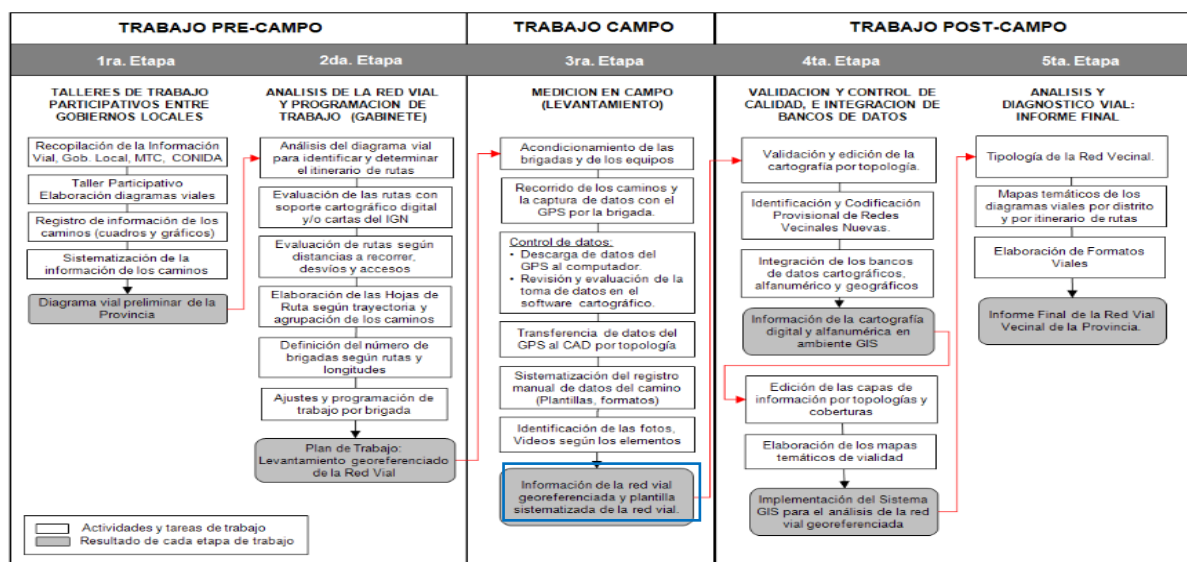 TRABAJO PRE-CAMPO
TRABAJO CAMPO
TRABAJO POST-CAMPO
1ra. Etapa
2da. Etapa
3ra. Etapa
4ta. Etapa
5ta. Etapa
TALLERES DE TRABAJO
PARTICIPATIVOS ENTRE
GOBIERNOS LOCALES
Recopilación de la Información
Vial, Gob. Local, MTC, CONIDA
Taller Participativo
Elaboración diagramas viales
Registro de información de los
caminos (cuadros y gráficos)
Sistematización de la
información de los caminos
Diagrama vial preliminar de la
Provincia
ANALISIS DE LA RED VIAL
Y PROGRAMACION DE
TRABAJO (GABINETE)
Análisis del diagrama vial
para identificar y determinar
el itinerario de rutas
Evaluación de las rutas con
soporte cartográfico digital
y/o cartas del IGN
Evaluación de rutas según
distancias a recorrer,
desvíos y accesos
Elaboración de las Hojas de
Ruta según trayectoria y
agrupación de los caminos
Definición del número de
brigadas según rutas y
longitudes
Ajustes y programación de
trabajo por brigada
Plan de Trabajo:
Levantamiento georeferenciado
de la Red Vial
MEDICION EN CAMPO
(LEVANTAMIENTO)
Acondicionamiento de las
brigadas y de los equipos
Recorrido de los caminos y
la captura de datos con el
GPS por la brigada.
Control de datos:
• Descarga de datos del
GPS al computador.
• Revisión y evaluación de la
toma de datos en el
software cartográfico.
Transferencia de datos del
GPS al CAD por topología
Sistematización del registro
manual de datos del camino
(Plantillas, formatos)
Identificación de las fotos,
Videos según los elementos
Información de la red vial
georeferenciada y plantilla
sistematizada de la red vial.
VALIDACION Y CONTROL DE
CALIDAD, E INTEGRACION DE
BANCOS DE DATOS
Validación y edición de la
cartografía por topología.
Identificación y Codificación
Provisional de Redes
Vecinales Nuevas.
Integración de los bancos
de datos cartográficos,
alfanumérico y geográficos
Información de la cartografía
digital y alfanumérica en
ambiente GIS
Edición de las capas de
información por topologías y
coberturas
Elaboración de los mapas
temáticos de vialidad
Implementación del Sistema
GIS para el análisis de la red
vial georeferenciada
ANALISIS Y
DIAGNOSTICO VIAL:
INFORME FINAL
Tipología de la Red Vecinal.
Mapas temáticos de los
diagramas viales por distrito
y por itinerario de rutas
Elaboración de Formatos
Viales
Informe Final de la Red Vial
Vecinal de la Provincia.
Actividades y tareas de trabajo
Resultado de cada etapa de trabajo